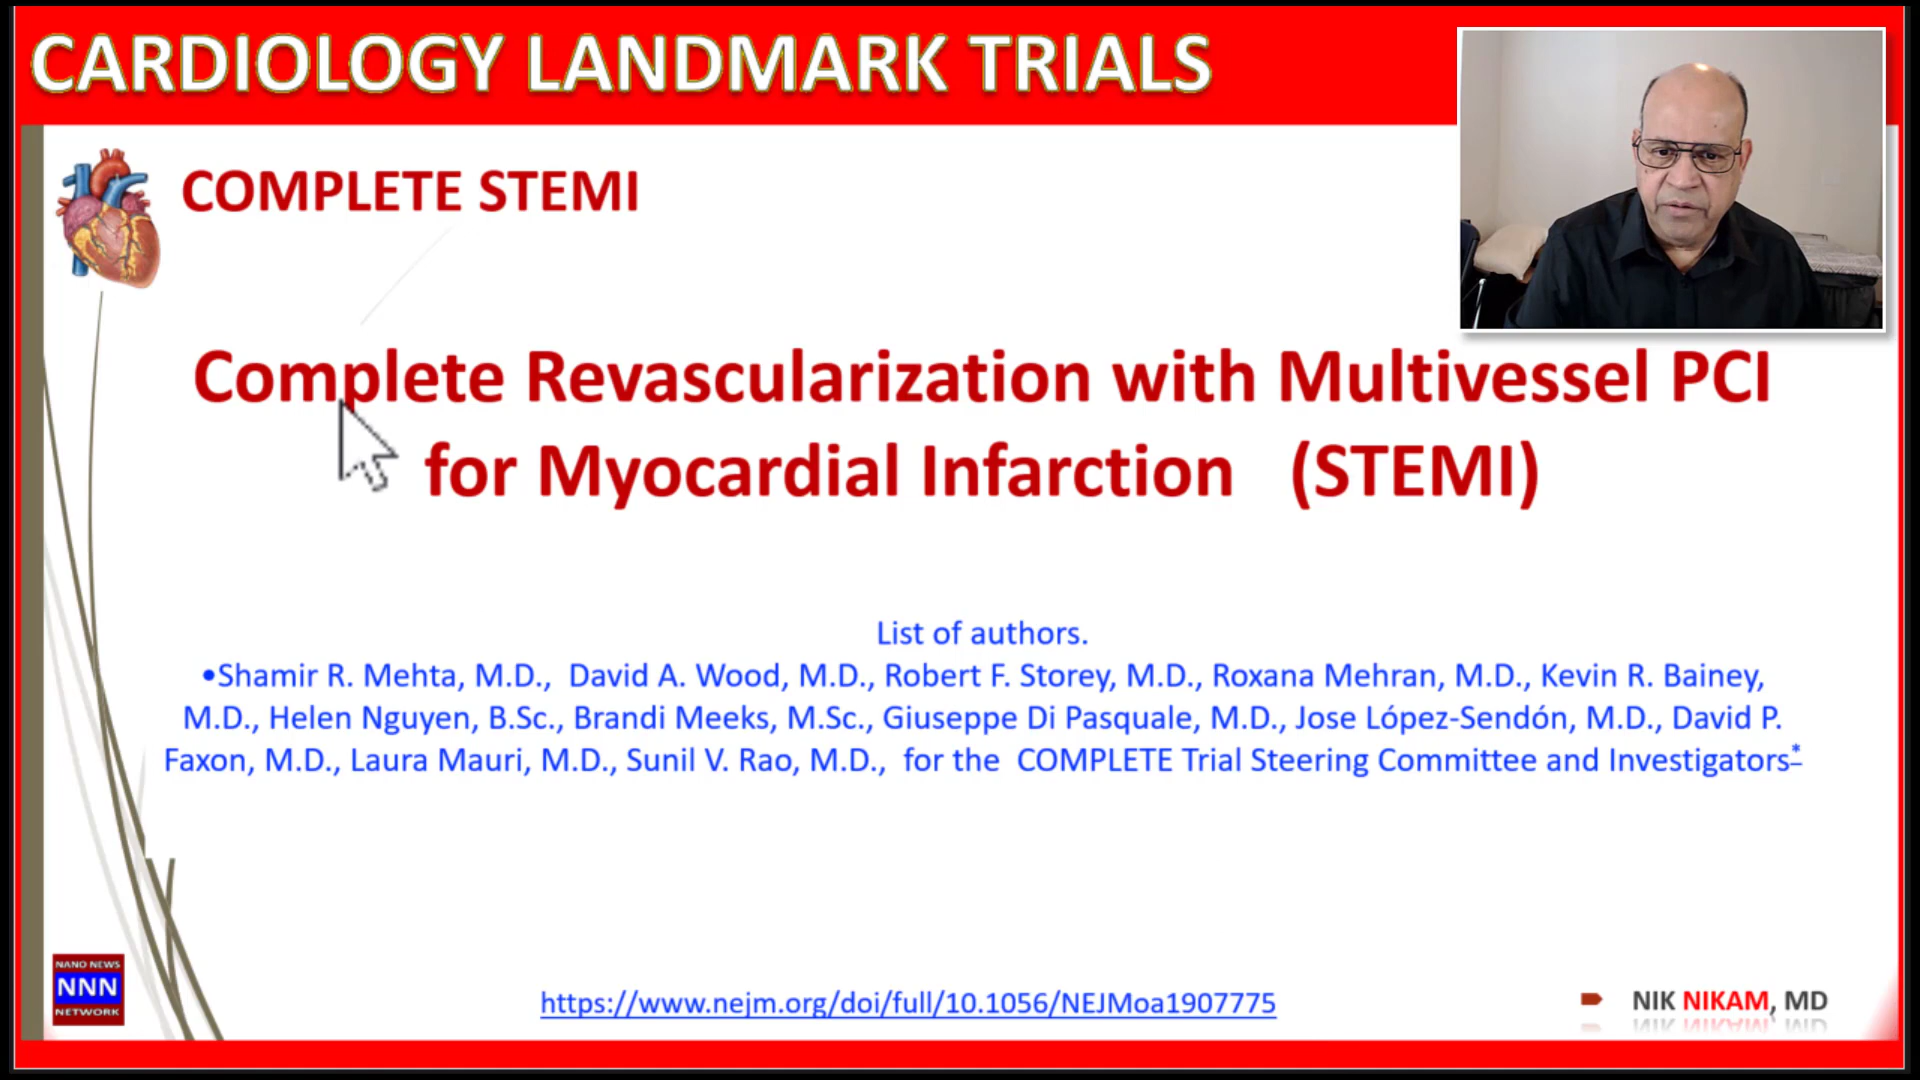 CARDIOLOGY LANDMARK TRIALS
COMPLETE STEMI
Complete Revascularization with Multivessel PCI
for Myocardial Infarction (STEMI)
List of authors.
•Shamir R. Mehta, M.D., David A. Wood, M.D., Robert F. Storey, M.D., Roxana Mehran, M.D., Kevin R. Bainey,
M.D., Helen Nguyen, B.Sc., Brandi Meeks, M.Sc., Giuseppe Di Pasquale, M.D., Jose López-Sendón, M.D., David P.
Faxon, M.D., Laura Mauri, M.D., Sunil V. Rao, M.D., for the COMPLETE Trial Steering Committee and Investigators*
NANO NEWS
NNN
NETWORK
https://www.nejm.org/doi/full/10.1056/NEJMoa1907775
NIK NIKAM, MD